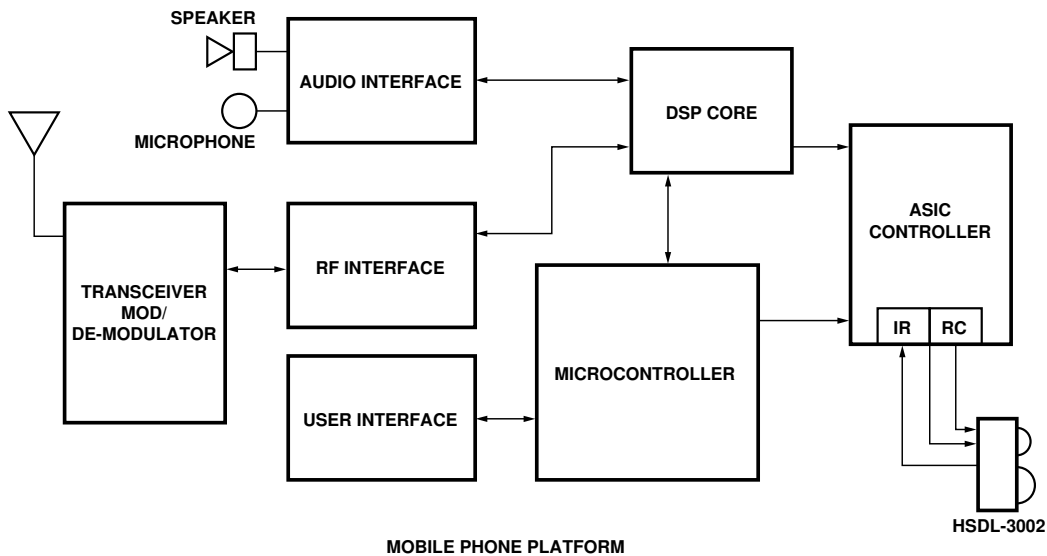 SPEAKER
AUDIO INTERFACE
MICROPHONE
DSP CORE
ASIC
CONTROLLER
IR
RC
RF INTERFACE
TRANSCEIVER
MOD/
DE-MODULATOR
MICROCONTROLLER
USER INTERFACE
HSDL-3002
MOBILE PHONE PLATFORM